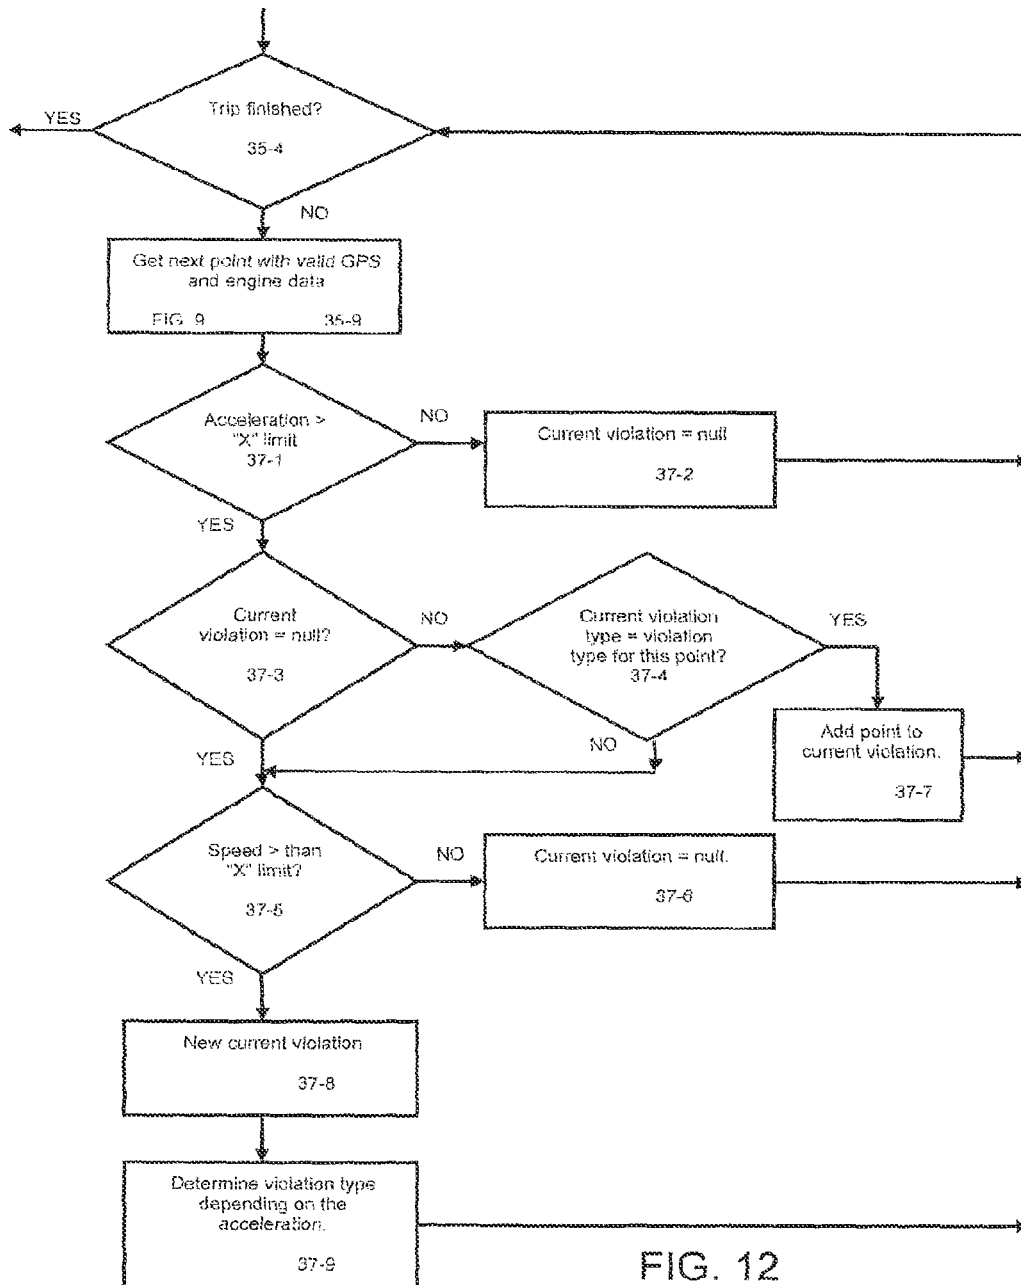 Trip finished?
35-4
YES
NO
Get next point with valid GPS
and engine data
FIG. 9 35-9
Acceleration >
"X" limit
37-1
NO
Current violation = null
37-2
YES
Current
violation = null?
37-3
NO
Current violation
type = violation
type for this point?
37-4
YES
Add point to
current violation.
37-7
YES
NO
Speed > than
"X" limit?
37-5
NO
Current violation = null.
37-6
YES
New current violation
37-8
Determine violation type
depending on the
acceleration.
37-9
FIG. 12